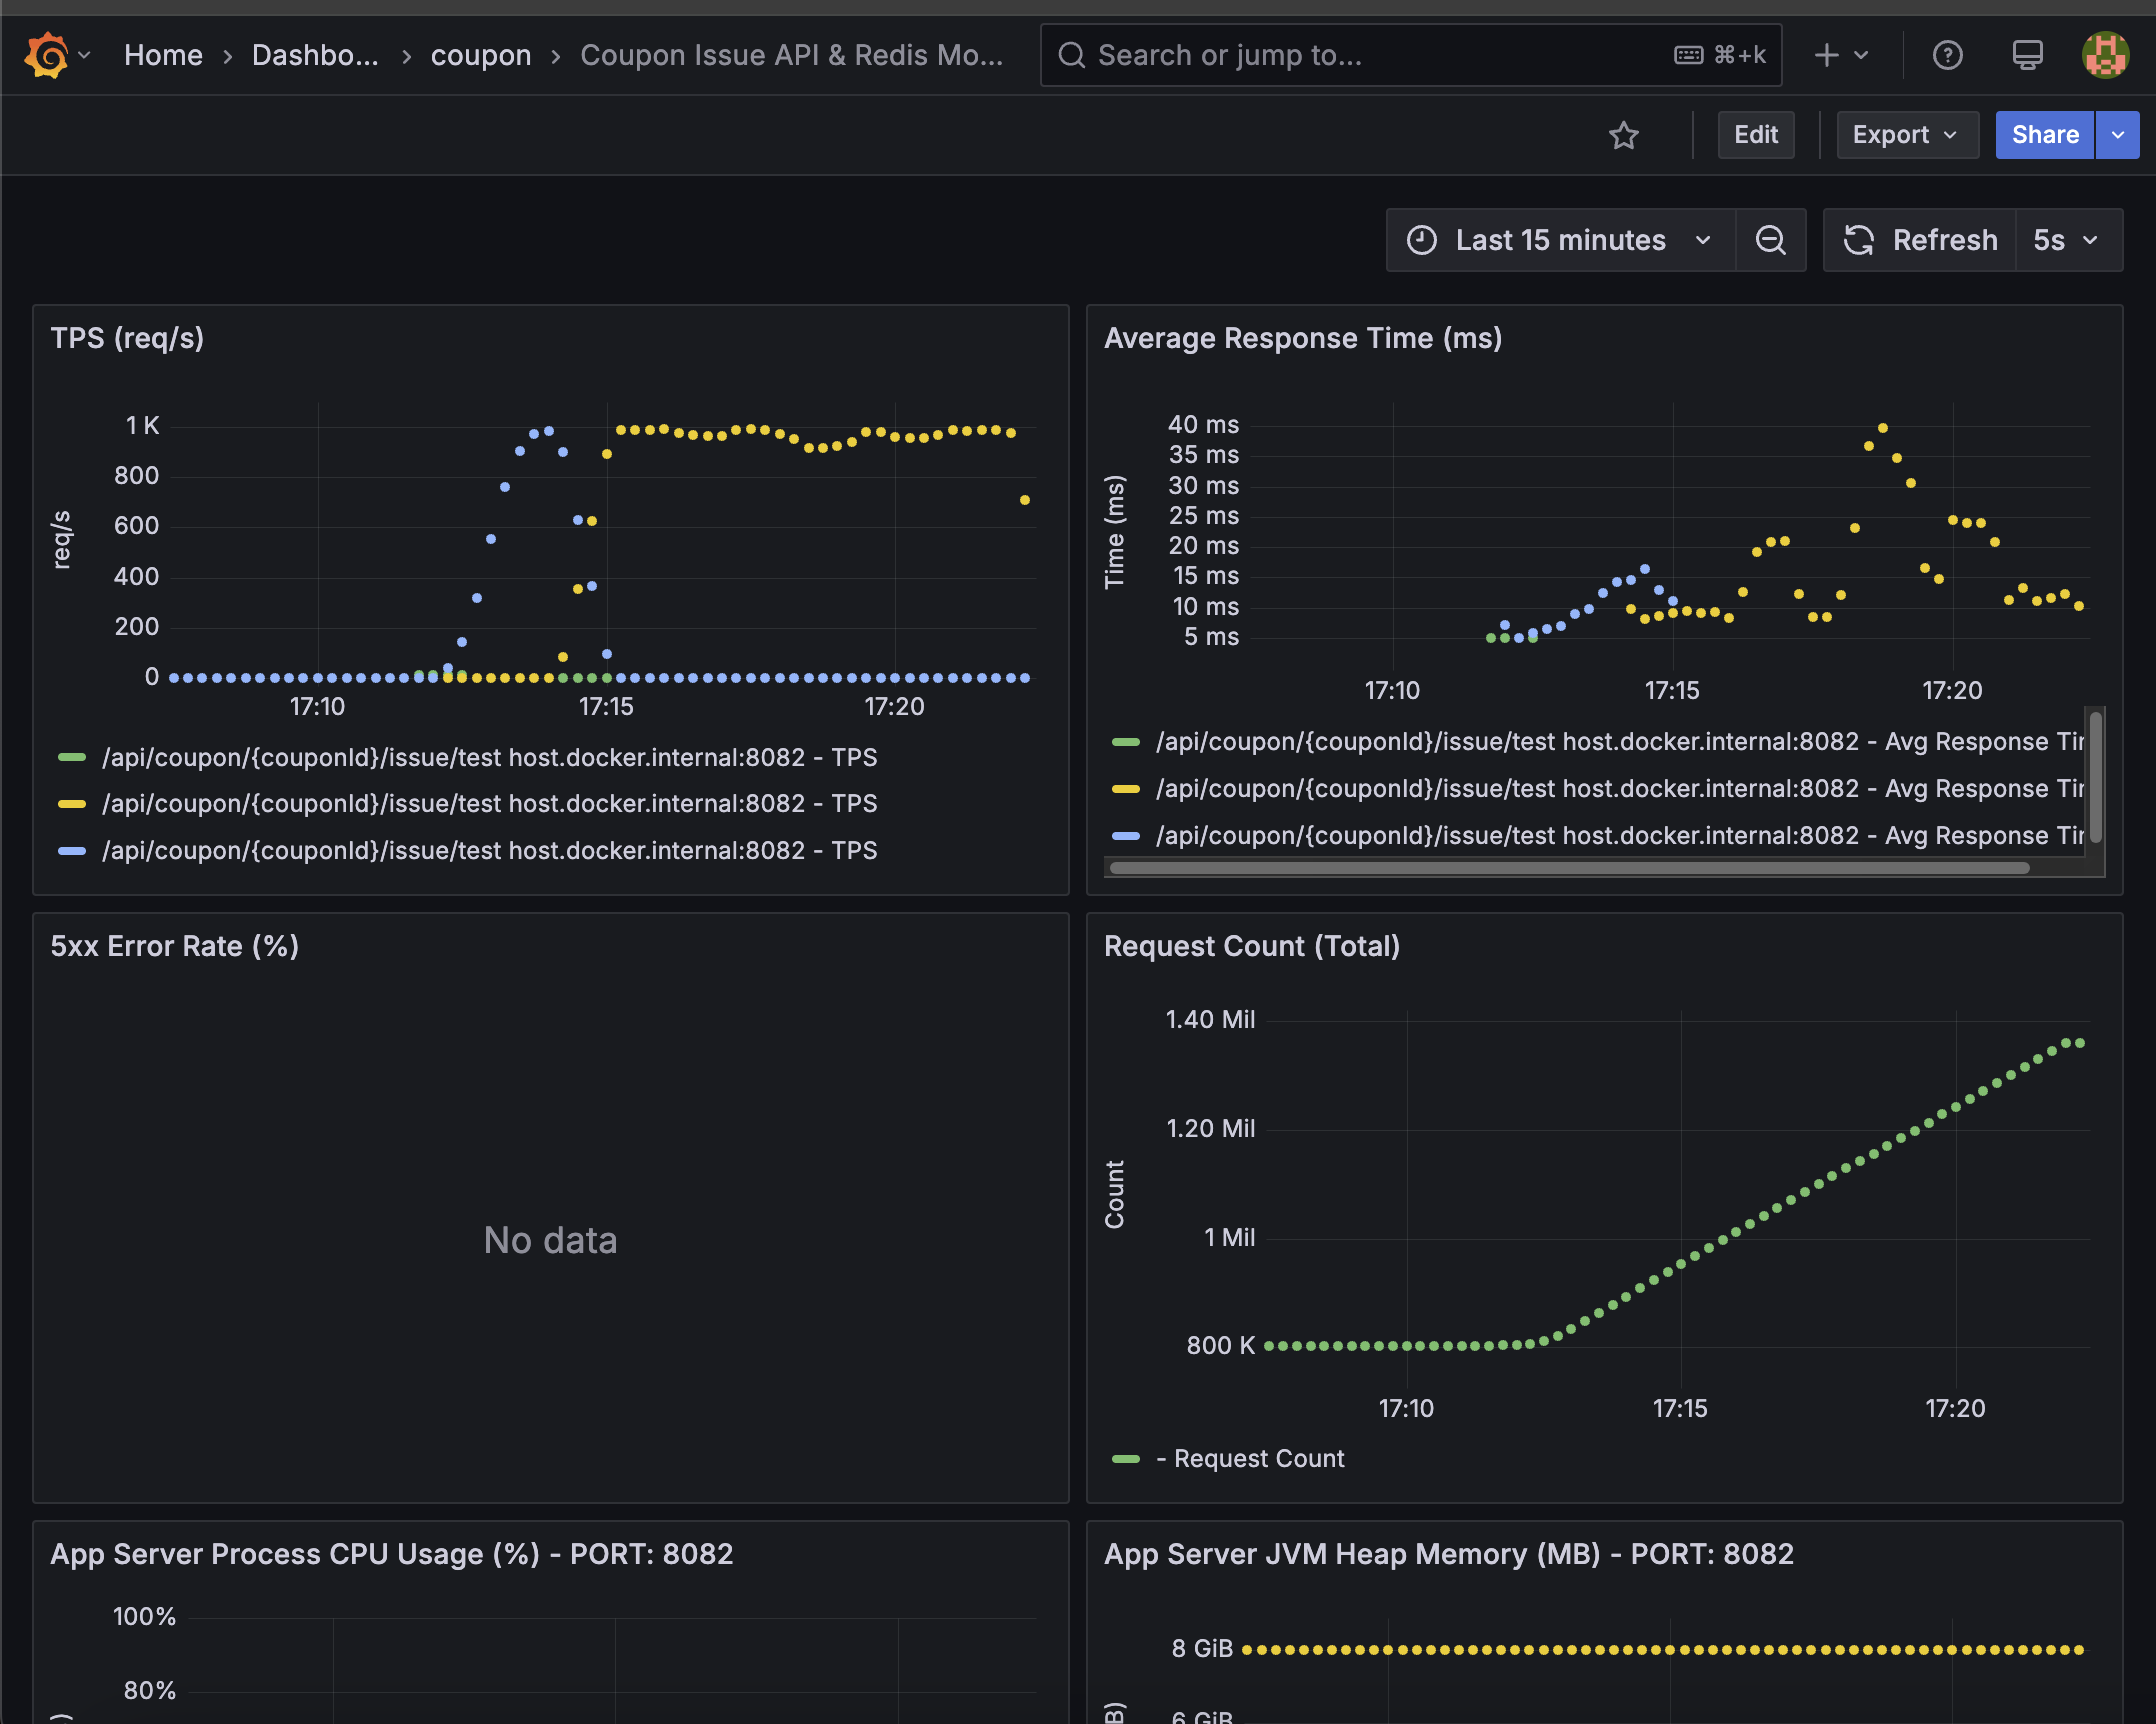 Home › Dashbo... › coupon › Coupon Issue API & Redis Mo...
Search or jump to...
⌘+k
Edit
Export
Share
Last 15 minutes
Refresh
5s
TPS (req/s)
req/s
1 K
800
600
400
200
0
17:10
17:15
17:20
/api/coupon/{couponId}/issue/test host.docker.internal:8082 - TPS
/api/coupon/{couponId}/issue/test host.docker.internal:8082 - TPS
/api/coupon/{couponId}/issue/test host.docker.internal:8082 - TPS
Average Response Time (ms)
Time (ms)
40 ms
35 ms
30 ms
25 ms
20 ms
15 ms
10 ms
5 ms
17:10
17:15
17:20
/api/coupon/{couponId}/issue/test host.docker.internal:8082 - Avg Response
/api/coupon/{couponId}/issue/test host.docker.internal:8082 - Avg Response
/api/coupon/{couponId}/issue/test host.docker.internal:8082 - Avg Response
5xx Error Rate (%)
No data
Request Count (Total)
Count
1.40 Mil
1.20 Mil
1 Mil
800 K
17:10
17:15
17:20
- Request Count
App Server Process CPU Usage (%) - PORT: 8082
100%
80%
App Server JVM Heap Memory (MB) - PORT: 8082
8 GiB
6 GiB